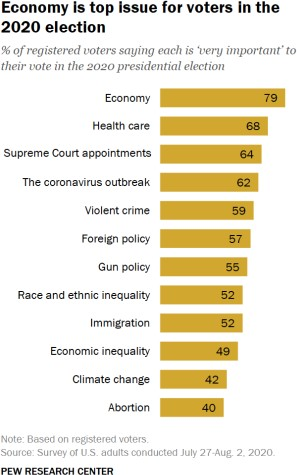 Economy is top issue for voters in the
2020 election
% of registered voters saying each is ‘very important’ to
their vote in the 2020 presidential election
Economy 79
Health care 68
Supreme Court appointments 64
The coronavirus outbreak 62
Violent crime 59
Foreign policy 57
Gun policy 55
Race and ethnic inequality 52
Immigration 52
Economic inequality 49
Climate change 42
Abortion 40
Note: Based on registered voters.
Source: Survey of U.S. adults conducted July 27-Aug. 2, 2020.
PEW RESEARCH CENTER